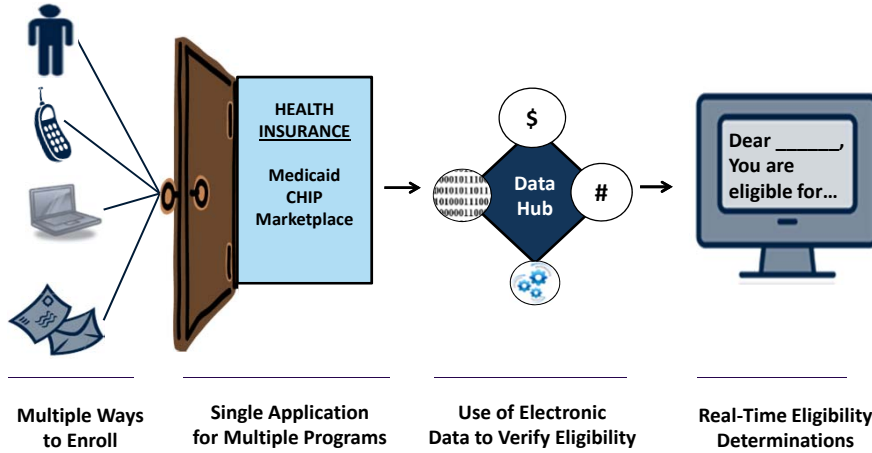 HEALTH
INSURANCE
Medicaid
CHIP
Marketplace
$
Data
Hub
#
Dear ______,
You are
eligible for…
Multiple Ways
to Enroll
Single Application
for Multiple Programs
Use of Electronic
Data to Verify Eligibility
Real-Time Eligibility
Determinations